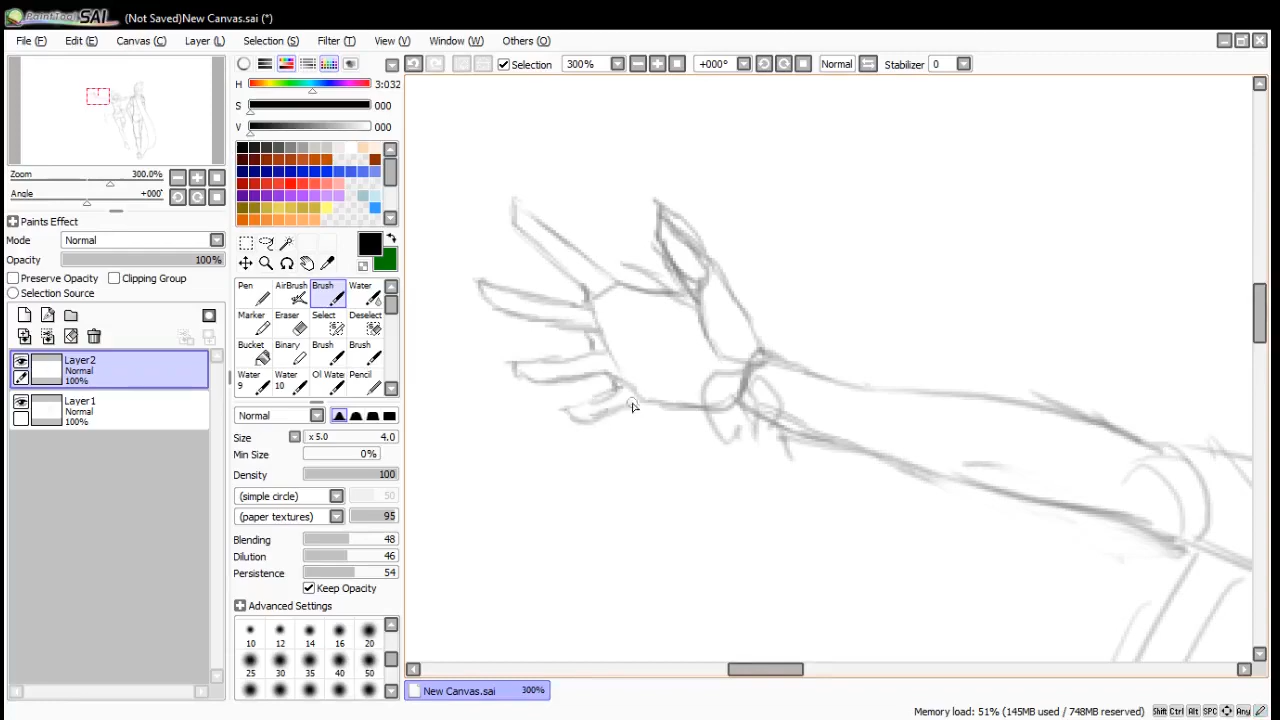 PaintTool SAI (Not Saved)New Canvas.sai (*)
File (F) Edit (E) Canvas (C) Layer (L) Selection (S) Filter (T) View (V) Window (W) Others (O)
Selection 300% +000° Normal Stabilizer 0
H 3:032
S 000
V 000
Zoom 300.0%
Angle +000°
Paints Effect
Mode Normal
Opacity 100%
Preserve Opacity Clipping Group
Selection Source
Layer2
Normal
100%
Layer1
Normal
100%
Pen AirBrush Brush Water
Marker Eraser Select Deselect
Bucket Binary Brush Brush
Water 9 Water 10 Oil Water Pencil
Normal
Size x 5.0 4.0
Min Size 0%
Density 100
(simple circle) 50
(paper textures) 95
Blending 48
Dilution 46
Persistence 54
Keep Opacity
Advanced Settings
10 12 14 16 20
25 30 35 40 50
New Canvas.sai 300%
Memory load: 51% (145MB used / 748MB reserved) Shift Ctrl Alt SPC Any